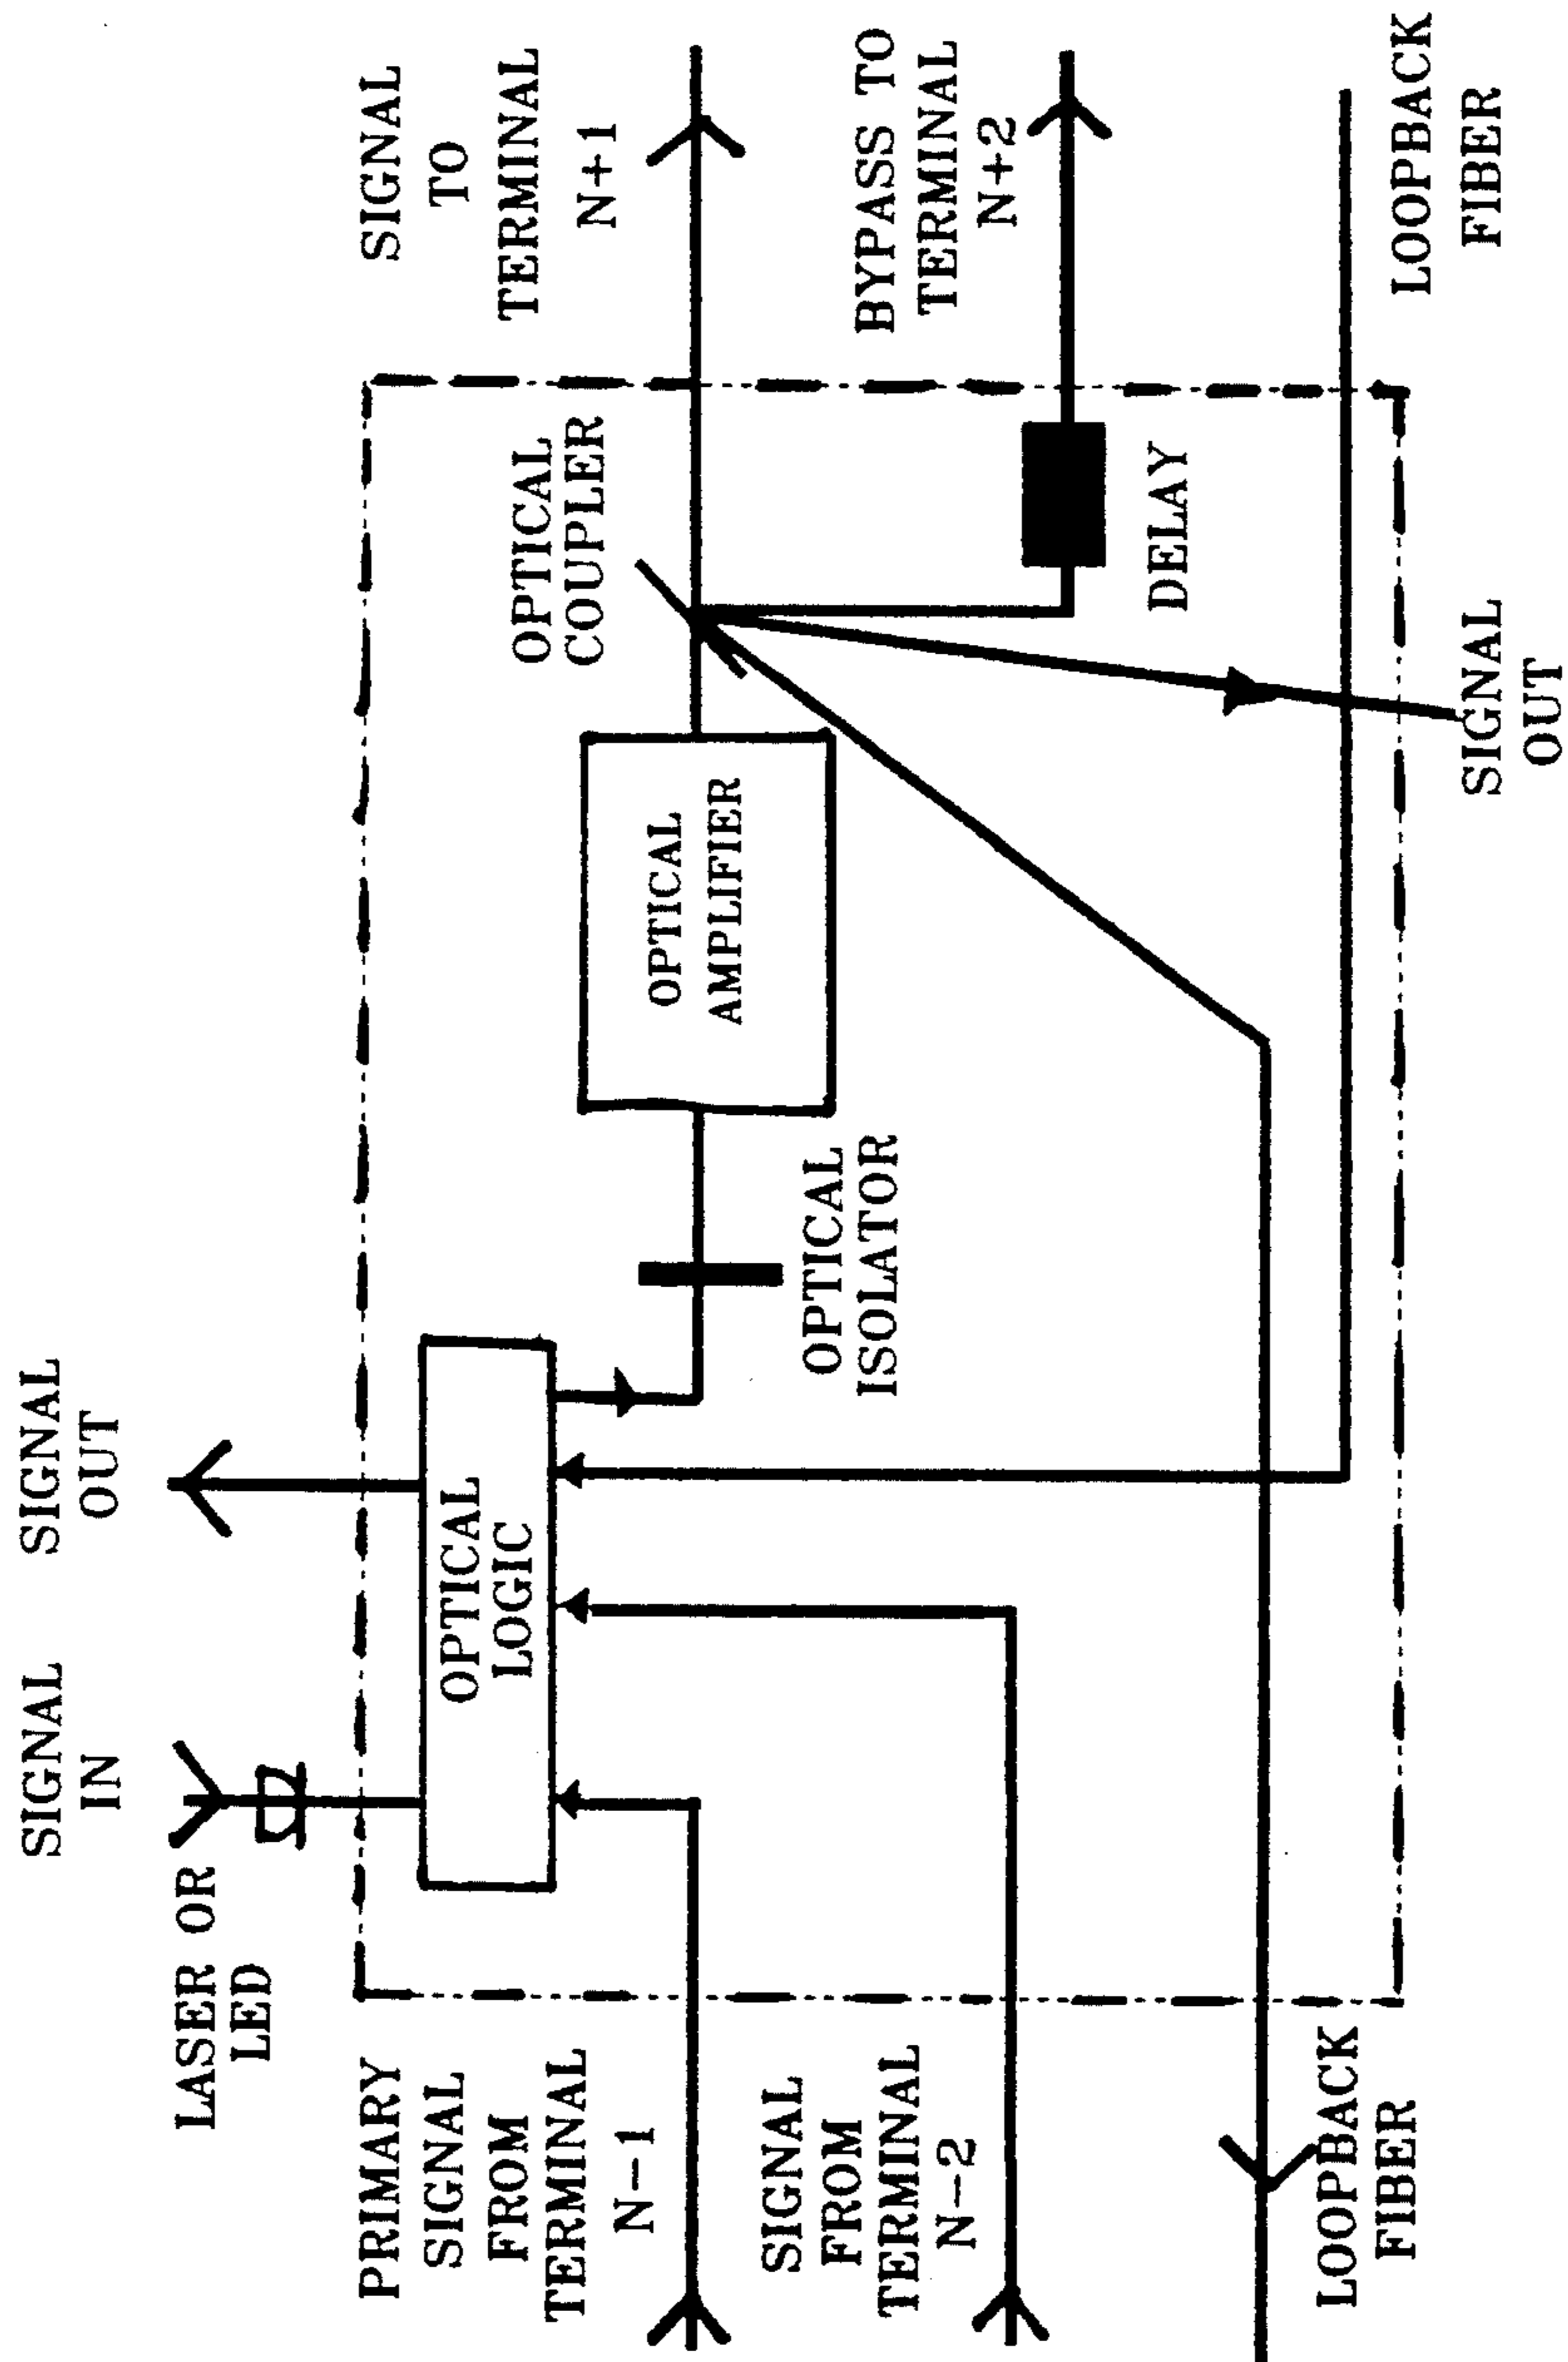 SIGNAL
IN
SIGNAL
OUT
LASER OR
LED
PRIMARY
SIGNAL
FROM
TERMINAL
N-1
OPTICAL
LOGIC
OPTICAL
COUPLER
SIGNAL
TO
TERMINAL
N+1
OPTICAL
AMPLIFIER
SIGNAL
FROM
TERMINAL
N-2
OPTICAL
ISOLATOR
BYPASS TO
TERMINAL
N+2
DELAY
LOOPBACK
FIBER
SIGNAL
OUT
LOOPBACK
FIBER